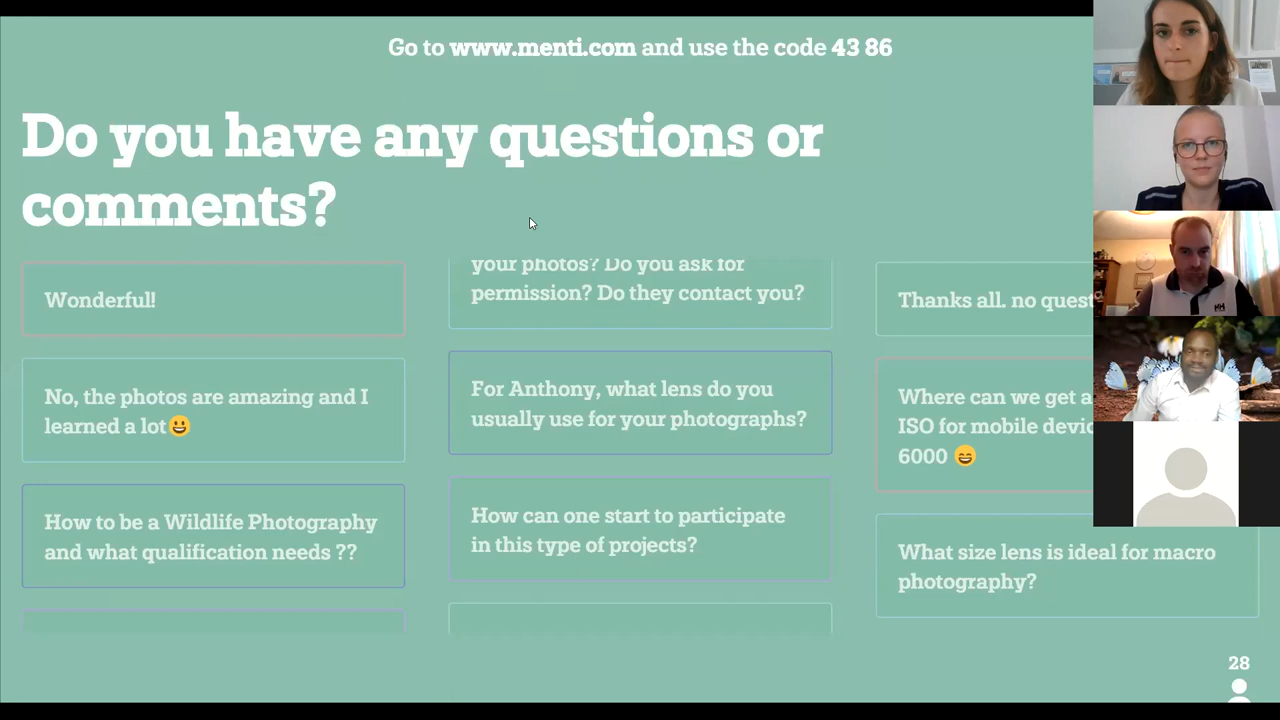 Go to www.menti.com and use the code 43 86
Do you have any questions or
comments?
Wonderful!
No, the photos are amazing and I
learned a lot😃
How to be a Wildlife Photography
and what qualification needs ??
your photos? Do you ask for
permission? Do they contact you?
For Anthony, what lens do you
usually use for your photographs?
How can one start to participate
in this type of projects?
Thanks all. no quest
Where can we get a
ISO for mobile devic
6000 😄
What size lens is ideal for macro
photography?
28
HH